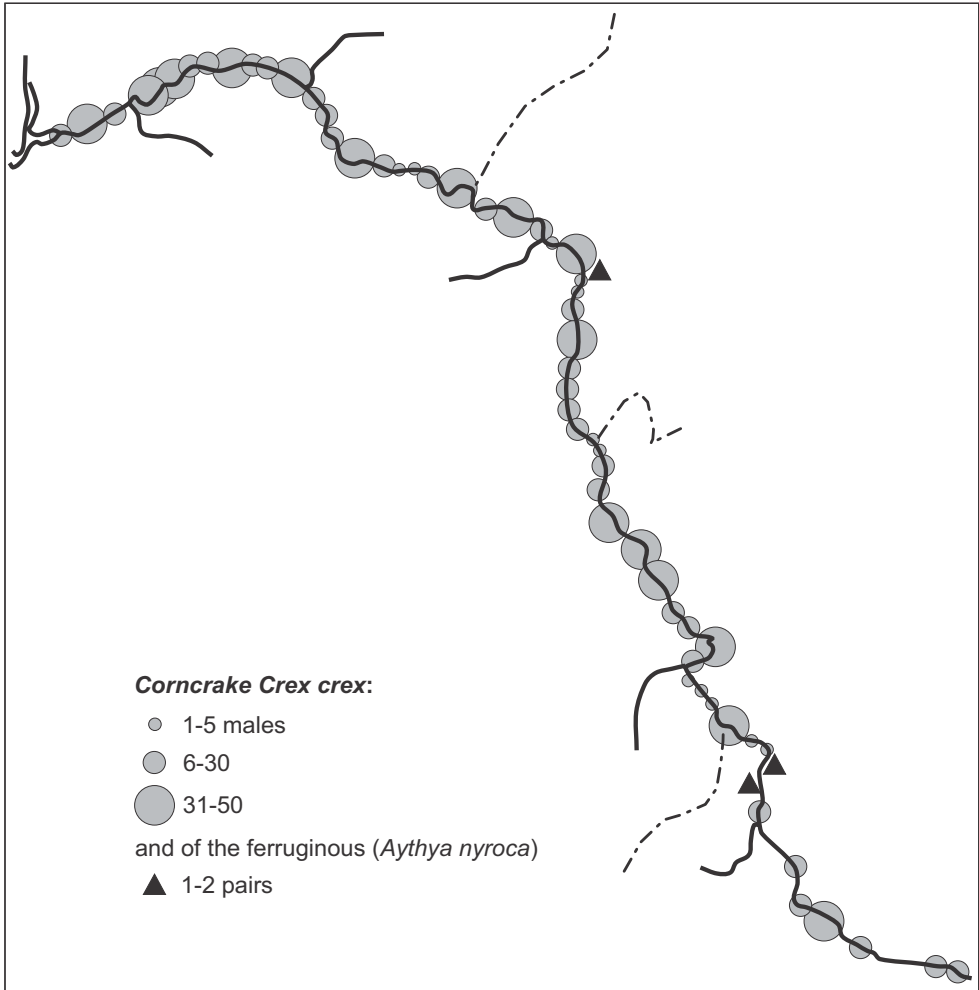 Corncrake Crex crex:
1-5 males
6-30
31-50
and of the ferruginous (Aythya nyroca)
1-2 pairs